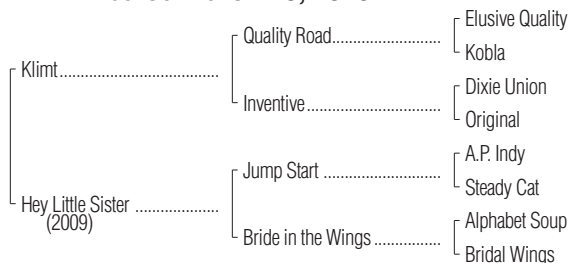 Elusive Quality
Quality Road
Kobla
Klimt
Dixie Union
Inventive
Original
A.P. Indy
Jump Start
Steady Cat
Hey Little Sister
(2009)
Alphabet Soup
Bride in the Wings
Bridal Wings